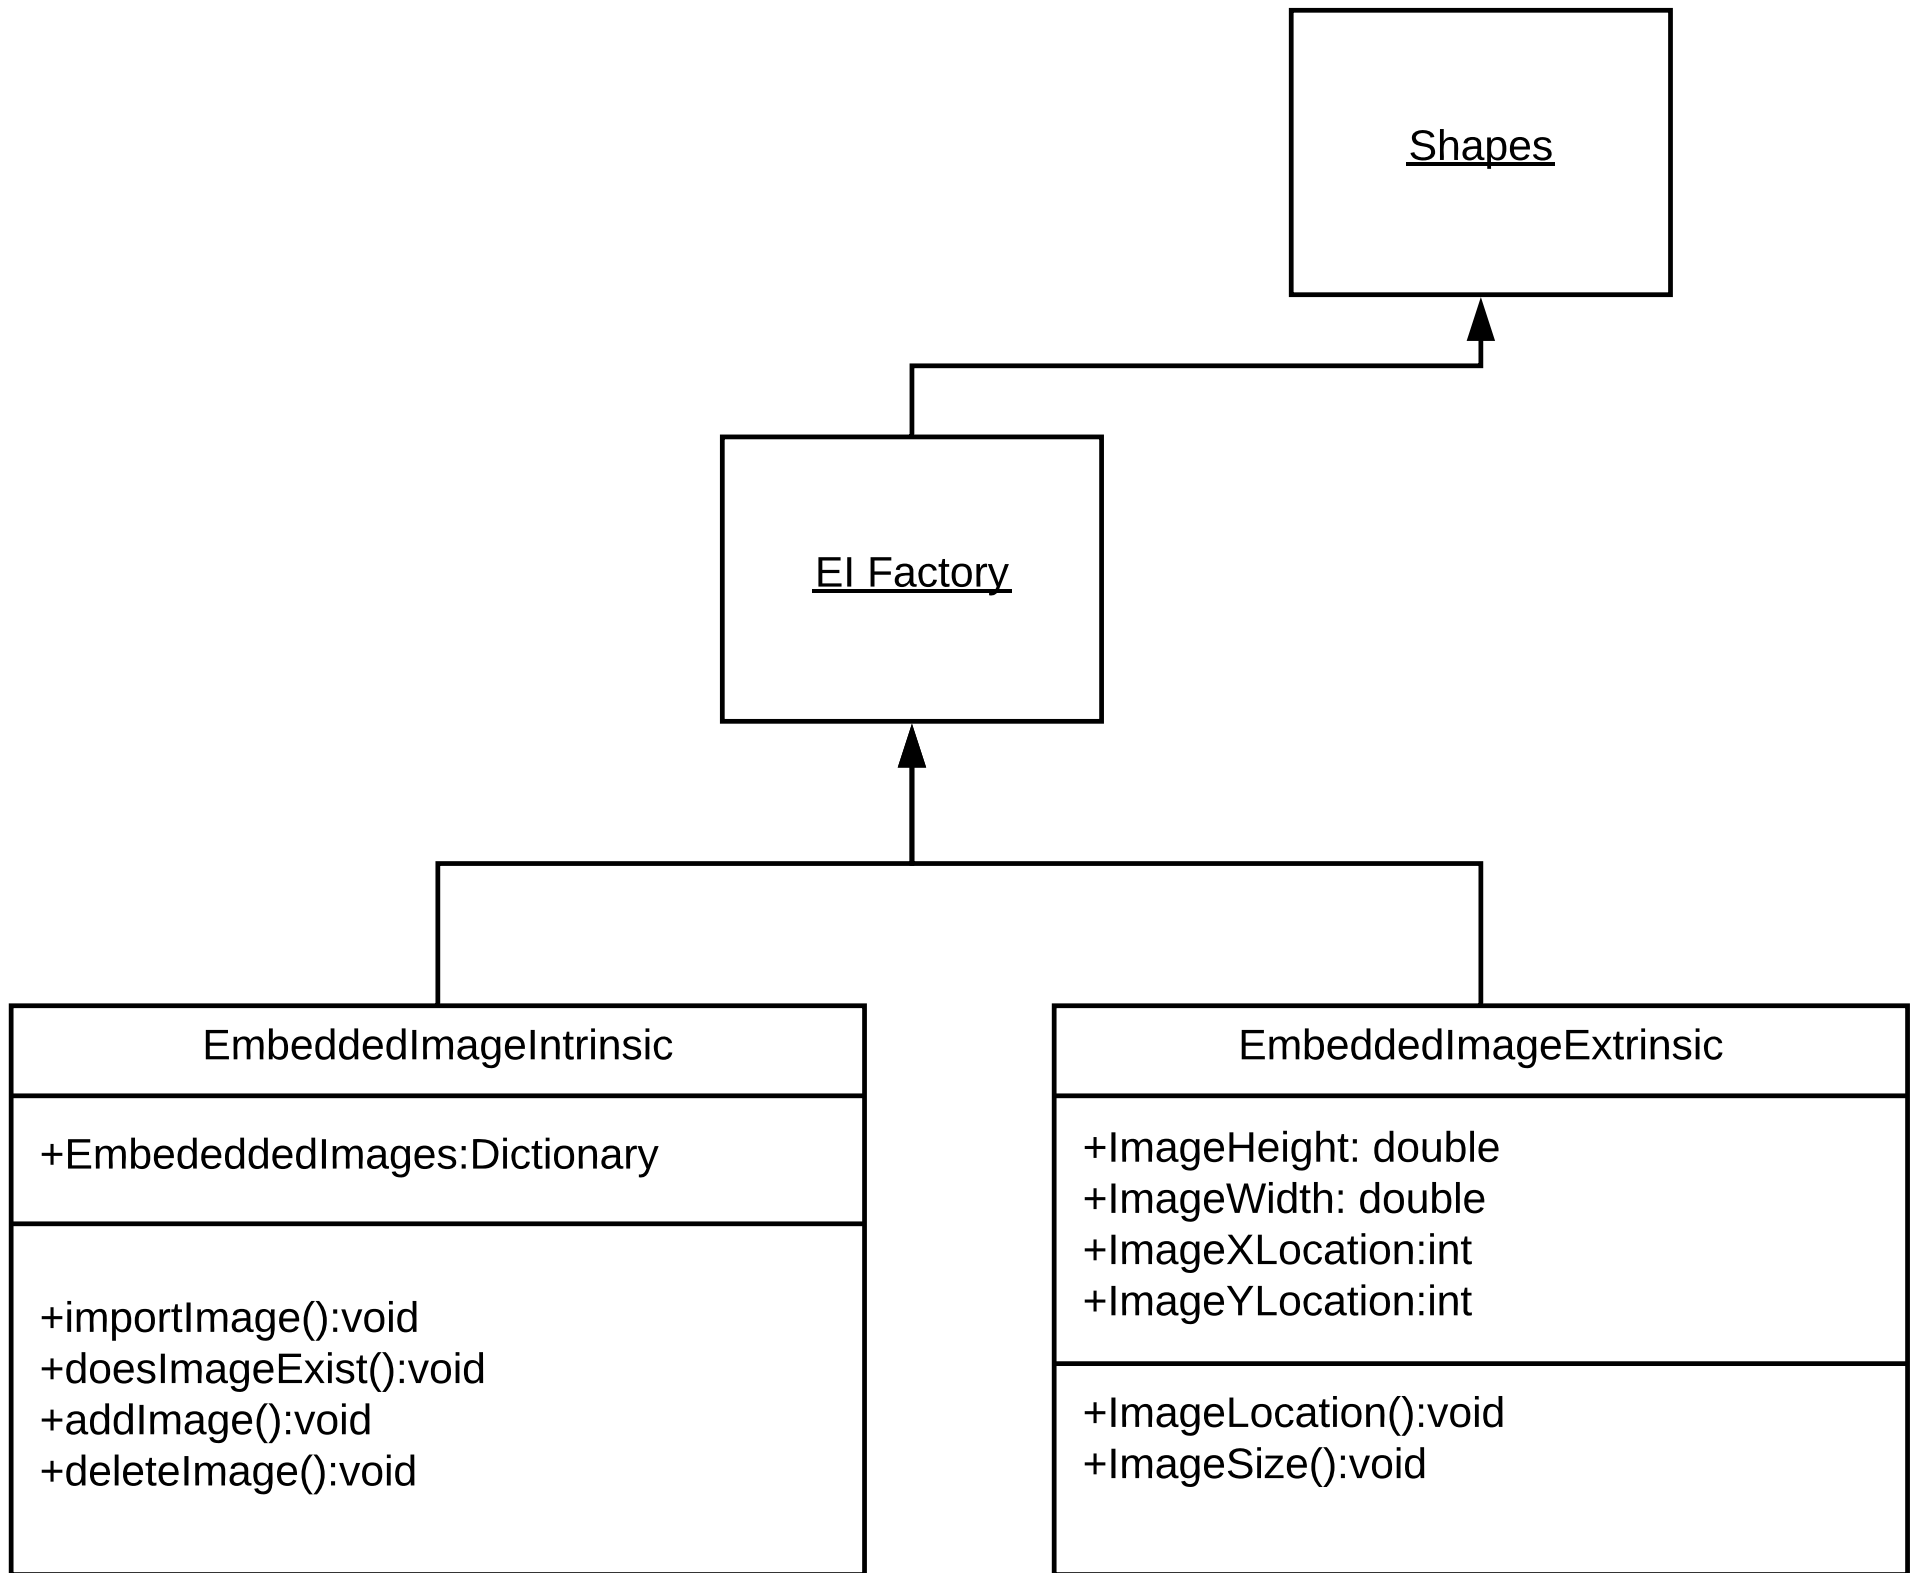 Shapes
EI Factory
EmbeddedImageIntrinsic
+EmbededdedImages:Dictionary
+importImage():void
+doesImageExist():void
+addImage():void
+deleteImage():void
EmbeddedImageExtrinsic
+ImageHeight: double
+ImageWidth: double
+ImageXLocation:int
+ImageYLocation:int
+ImageLocation():void
+ImageSize():void